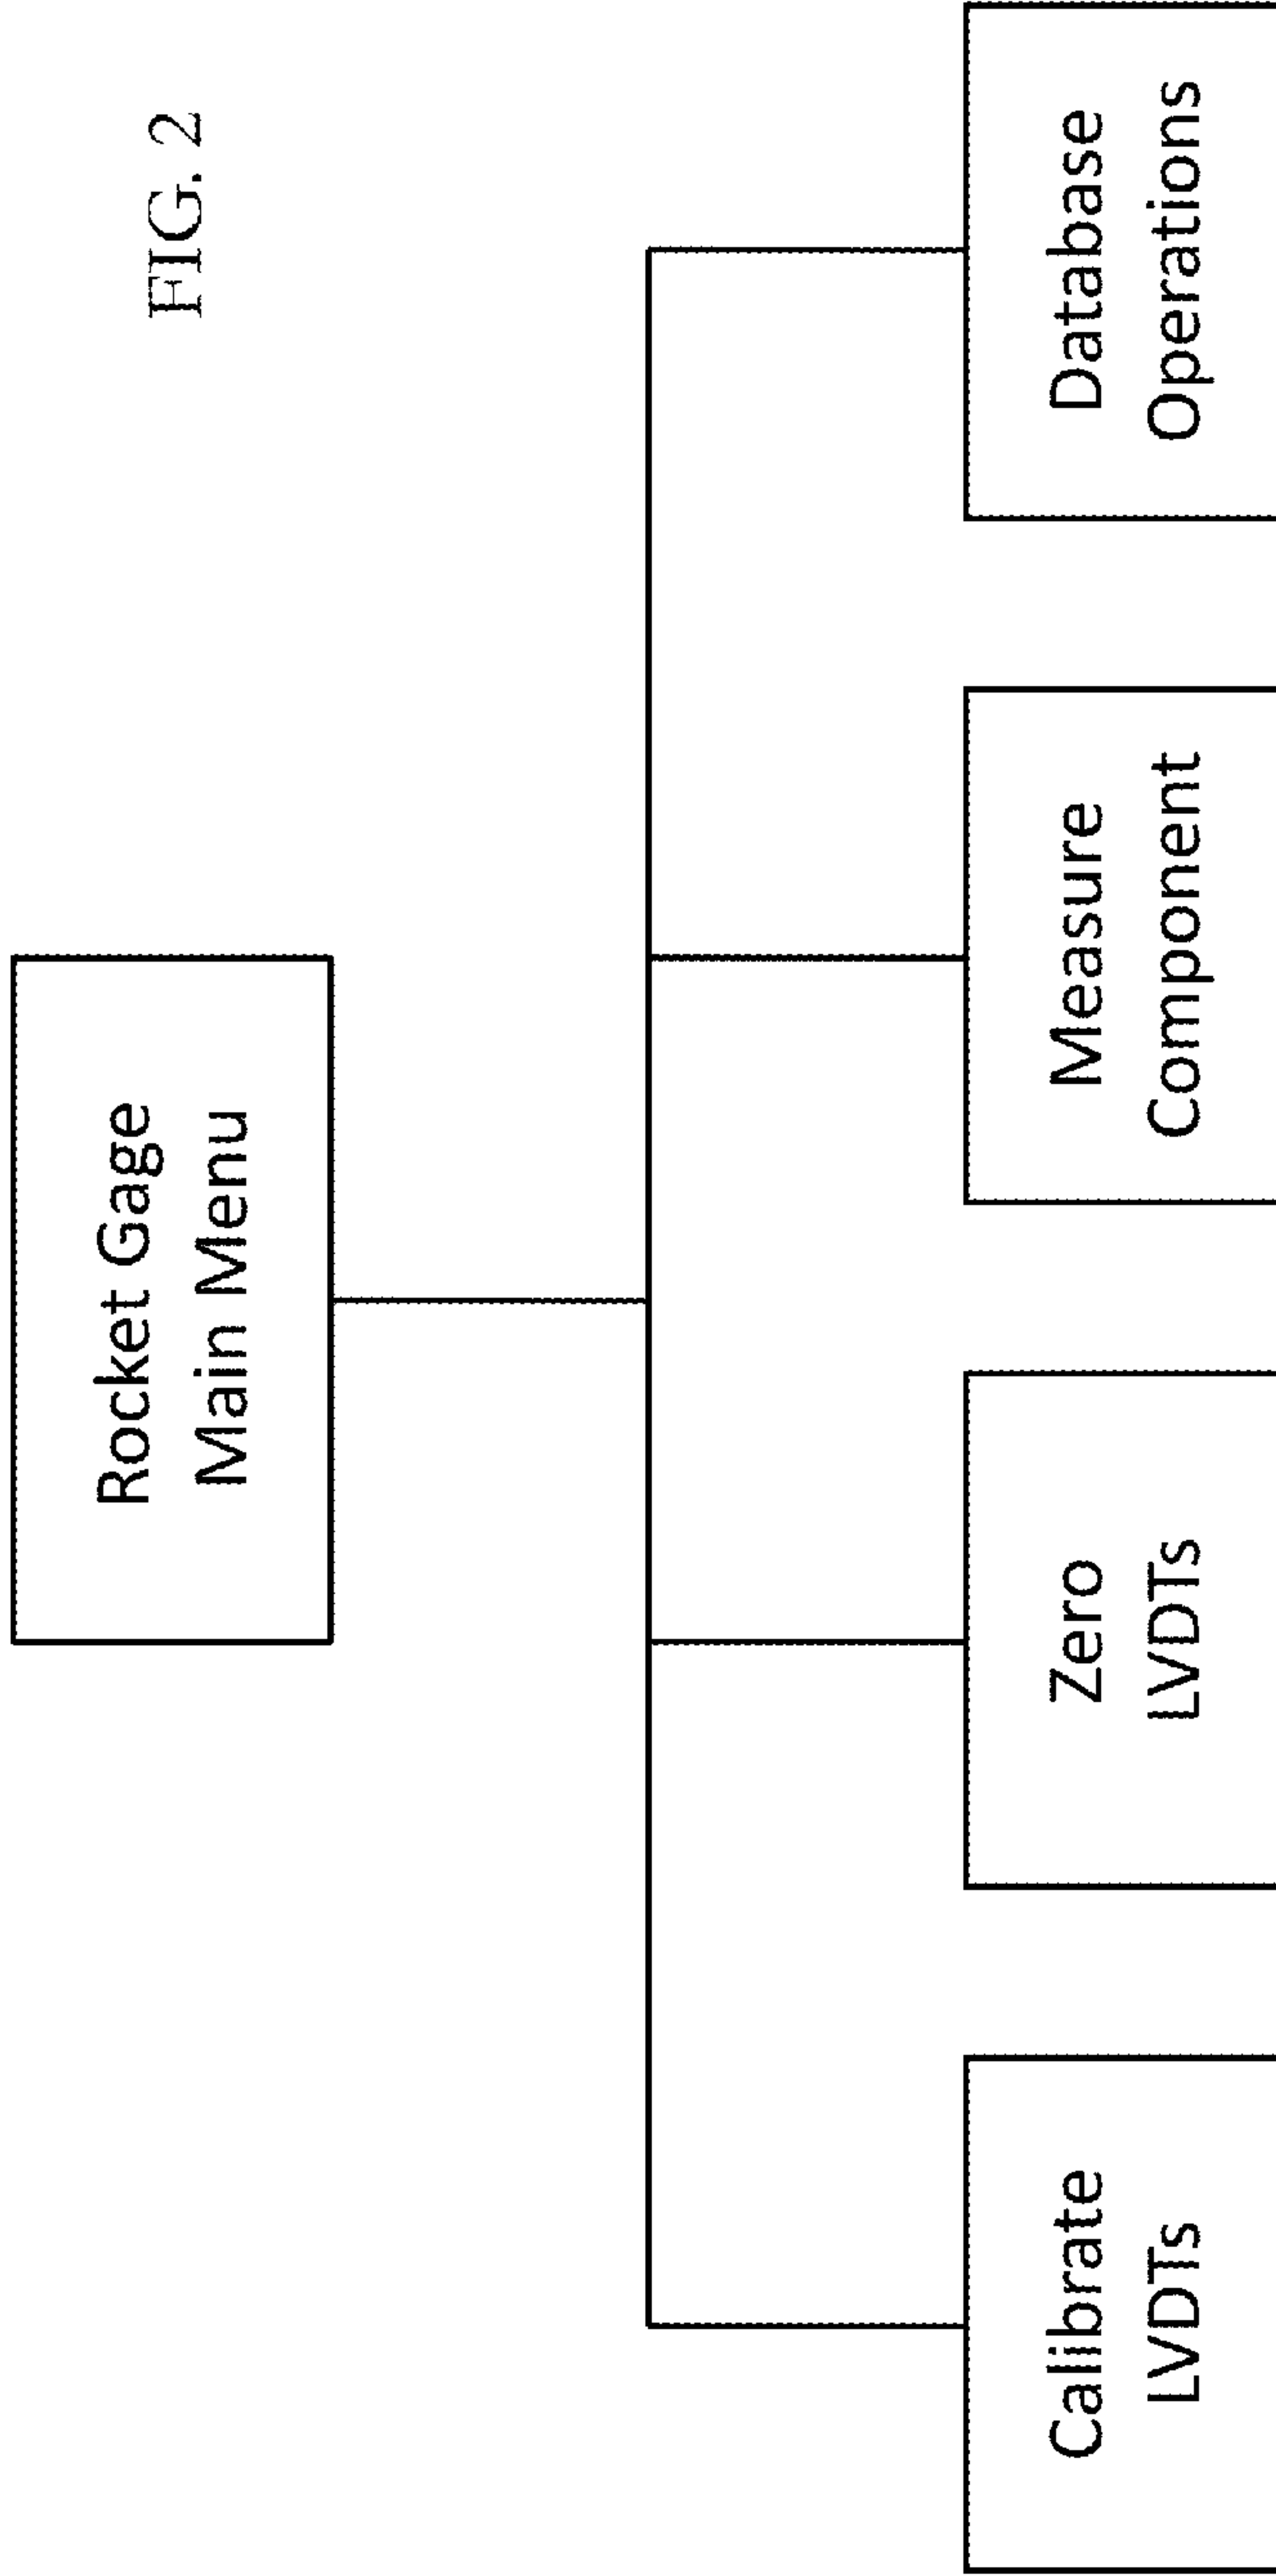 FIG. 2
Rocket Gage
Main Menu
Calibrate
LVDTs
Zero
LVDTs
Measure
Component
Database
Operations